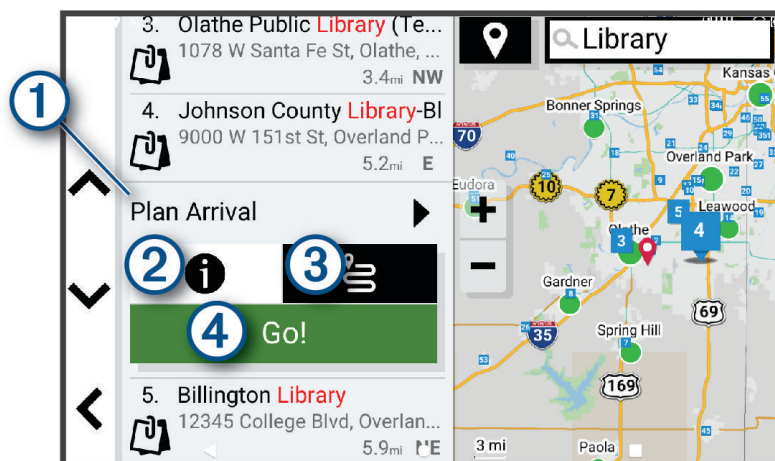 3. Olathe Public Library (Te...
1078 W Santa Fe St, Olathe, ...
3.4mi NW
4. Johnson County Library-Bl
9000 W 151st St, Overland P...
5.2mi E
Plan Arrival
Go!
5. Billington Library
12345 College Blvd, Overlan...
5.9mi NE
1
2
3
4
Library
Kansas
Bonner Springs
Overland Park
Eudora
Leawood
Olathe
Gardner
Spring Hill
Paola
70
10
7
5
4
3
69
35
169
3 mi
+
−